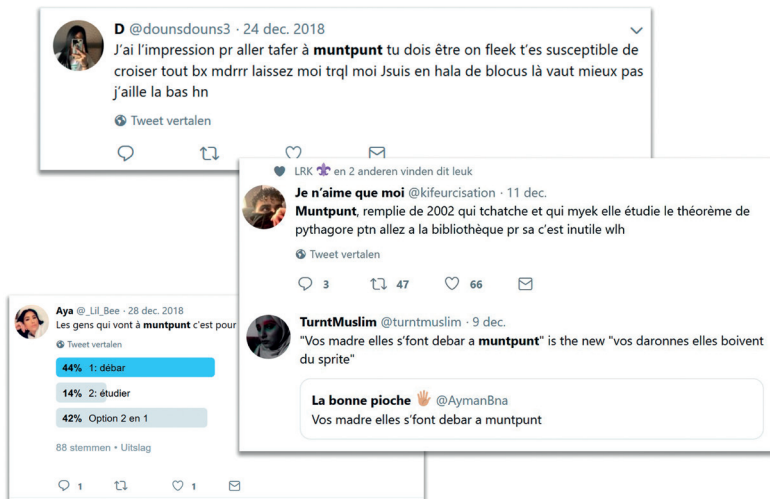 D @dounsdouns3 · 24 dec. 2018
J'ai l'impression pr aller tafer à muntpunt tu dois être on fleek t'es susceptible de
croiser tout bx mdrrr laissez moi trql moi Jsuis en hala de blocus là vaut mieux pas
j'aille la bas hn
Tweet vertalen
LRK ⚜ en 2 anderen vinden dit leuk
Je n'aime que moi @kifeurcisation · 11 dec.
Muntpunt, remplie de 2002 qui tchatche et qui myek elle étudie le théorème de
pythagore ptn allez a la bibliothèque pr sa c'est inutile wlh
Tweet vertalen
3 47 66
TurntMuslim @turntmuslim · 9 dec.
"Vos madre elles s'font debar a muntpunt" is the new "vos daronnes elles boivent
du sprite"
La bonne pioche 🖐🏼 @AymanBna
Vos madre elles s'font debar a muntpunt
Aya @_Lil_Bee · 28 dec. 2018
Les gens qui vont à muntpunt c'est pour
Tweet vertalen
44% 1: débar
14% 2: étudier
42% Option 2 en 1
88 stemmen • Uitslag
1 1